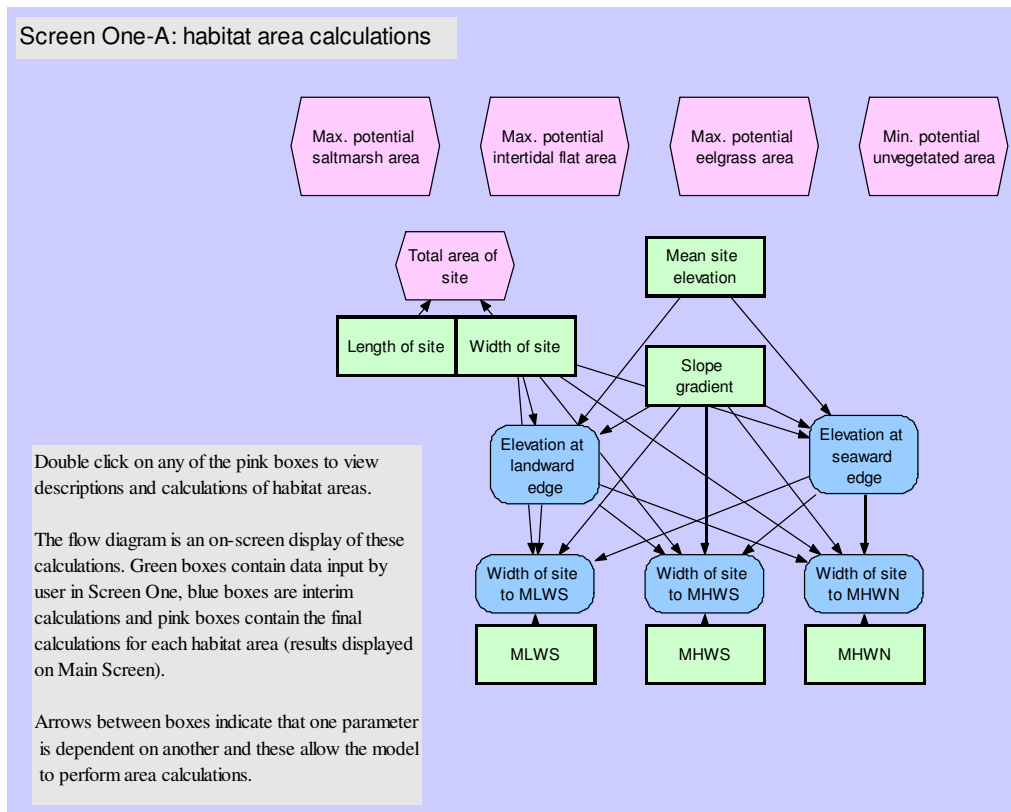 Screen One-A: habitat area calculations
Max. potential
saltmarsh area
Max. potential
intertidal flat area
Max. potential
eelgrass area
Min. potential
unvegetated area
Total area of
site
Mean site
elevation
Length of site
Width of site
Slope
gradient
Elevation at
landward
edge
Elevation at
seaward
edge
Double click on any of the pink boxes to view
descriptions and calculations of habitat areas.
The flow diagram is an on-screen display of these
calculations. Green boxes contain data input by
user in Screen One, blue boxes are interim
calculations and pink boxes contain the final
calculations for each habitat area (results displayed
on Main Screen).
Arrows between boxes indicate that one parameter
is dependent on another and these allow the model
to perform area calculations.
Width of site
to MLWS
Width of site
to MHWS
Width of site
to MHWN
MLWS
MHWS
MHWN